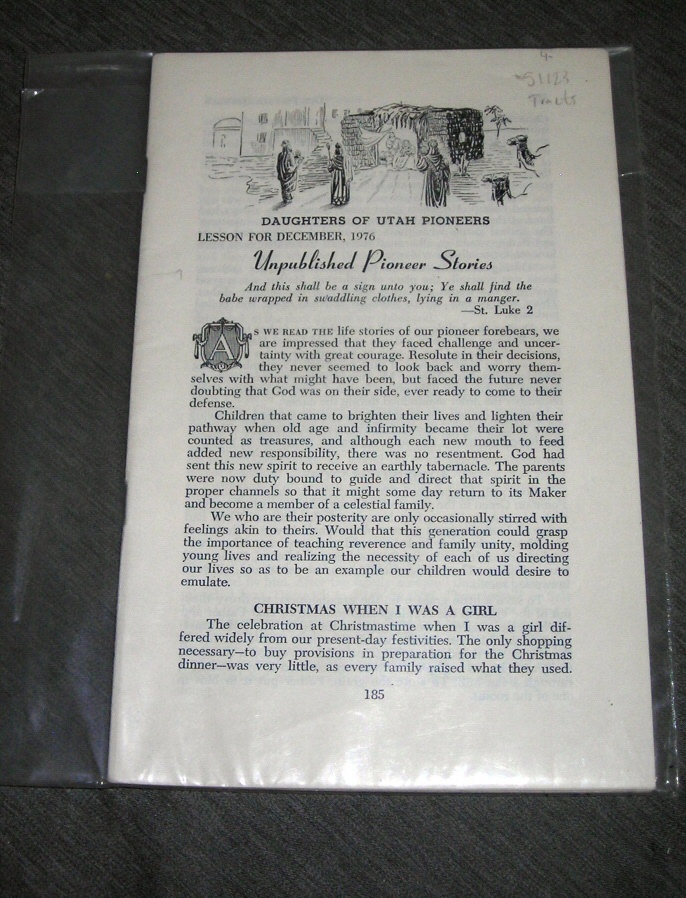 51123
Tracts
DAUGHTERS OF UTAH PIONEERS
LESSON FOR DECEMBER, 1976
Unpublished Pioneer Stories
And this shall be a sign unto you; Ye shall find the
babe wrapped in swaddling clothes, lying in a manger.
—St. Luke 2
AS WE READ THE life stories of our pioneer forebears, we
are impressed that they faced challenge and uncer-
tainty with great courage. Resolute in their decisions,
they never seemed to look back and worry them-
selves with what might have been, but faced the future never
doubting that God was on their side, ever ready to come to their
defense.
Children that came to brighten their lives and lighten their
pathway when old age and infirmity became their lot were
counted as treasures, and although each new mouth to feed
added new responsibility, there was no resentment. God had
sent this new spirit to receive an earthly tabernacle. The parents
were now duty bound to guide and direct that spirit in the
proper channels so that it might some day return to its Maker
and become a member of a celestial family.
We who are their posterity are only occasionally stirred with
feelings akin to theirs. Would that this generation could grasp
the importance of teaching reverence and family unity, molding
young lives and realizing the necessity of each of us directing
our lives so as to be an example our children would desire to
emulate.
CHRISTMAS WHEN I WAS A GIRL
The celebration at Christmastime when I was a girl dif-
fered widely from our present-day festivities. The only shopping
necessary—to buy provisions in preparation for the Christmas
dinner—was very little, as every family raised what they used.
185